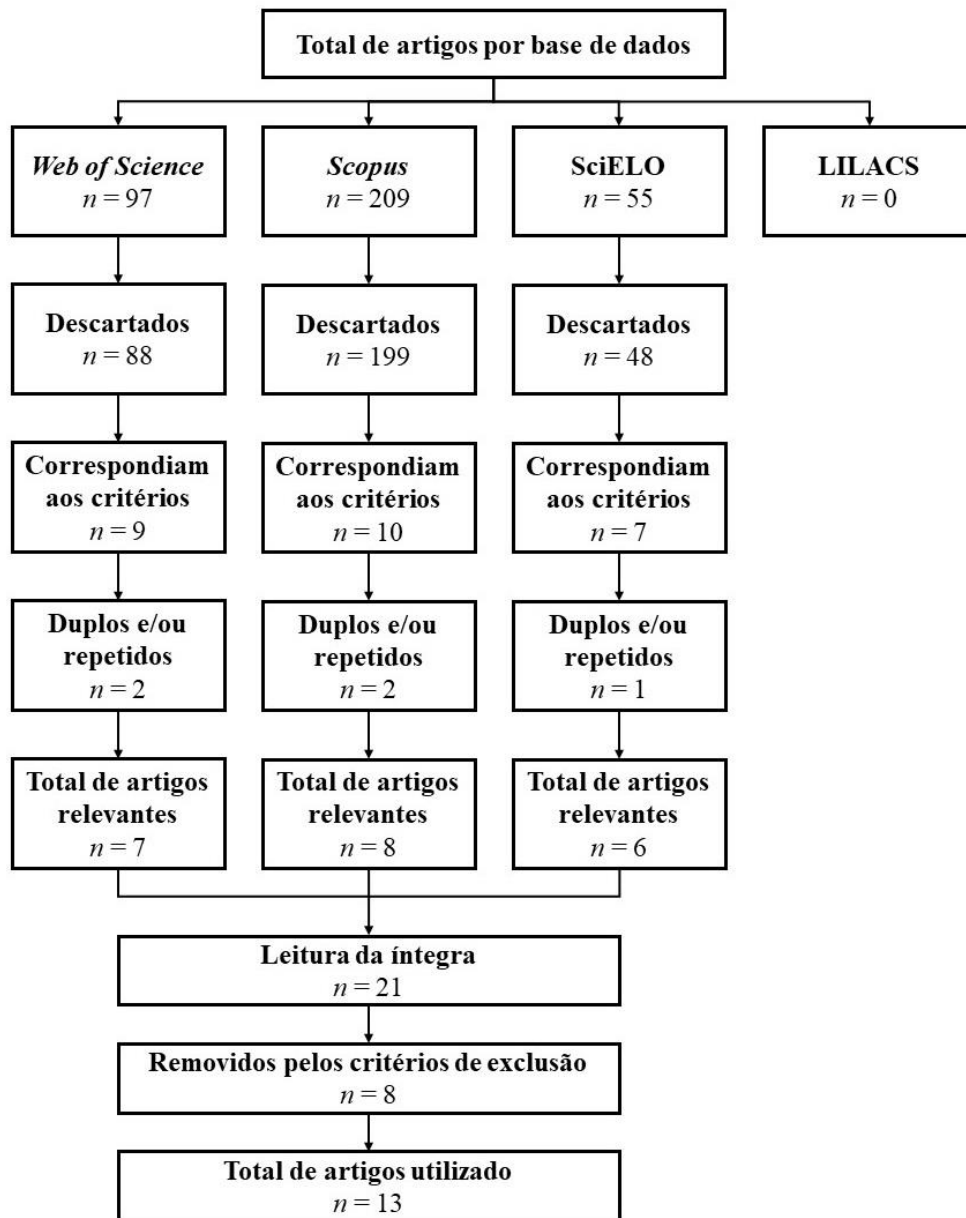 Total de artigos por base de dados
Web of Science
n = 97
Scopus
n = 209
SciELO
n = 55
LILACS
n = 0
Descartados
n = 88
Descartados
n = 199
Descartados
n = 48
Correspondiam
aos critérios
n = 9
Correspondiam
aos critérios
n = 10
Correspondiam
aos critérios
n = 7
Duplos e/ou
repetidos
n = 2
Duplos e/ou
repetidos
n = 2
Duplos e/ou
repetidos
n = 1
Total de artigos
relevantes
n = 7
Total de artigos
relevantes
n = 8
Total de artigos
relevantes
n = 6
Leitura da íntegra
n = 21
Removidos pelos critérios de exclusão
n = 8
Total de artigos utilizado
n = 13